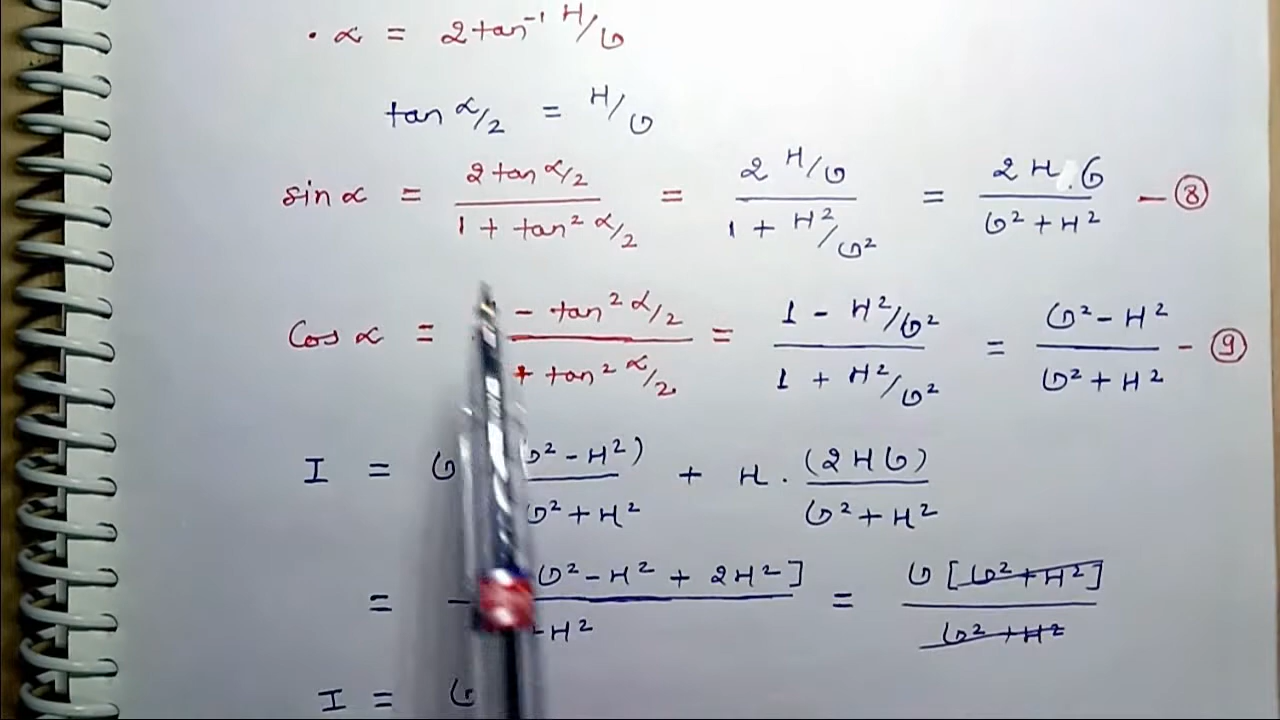 · α = 2 tan⁻¹ H/G
tan α/2 = H/G
sin α = 2 tan α/2 / 1 + tan² α/2 = 2 H/G / 1 + H²/G² = 2 H . G / G² + H² — ⑧
Cos α = - tan² α/2 / + tan² α/2 = 1 - H²/G² / 1 + H²/G² = G² - H² / G² + H² - ⑨
I = G G² - H²) / G² + H² + H . (2 H G) / G² + H²
= G² - H² + 2H² ] / H² = G [ G² + H² ] / G² + H²
I = G